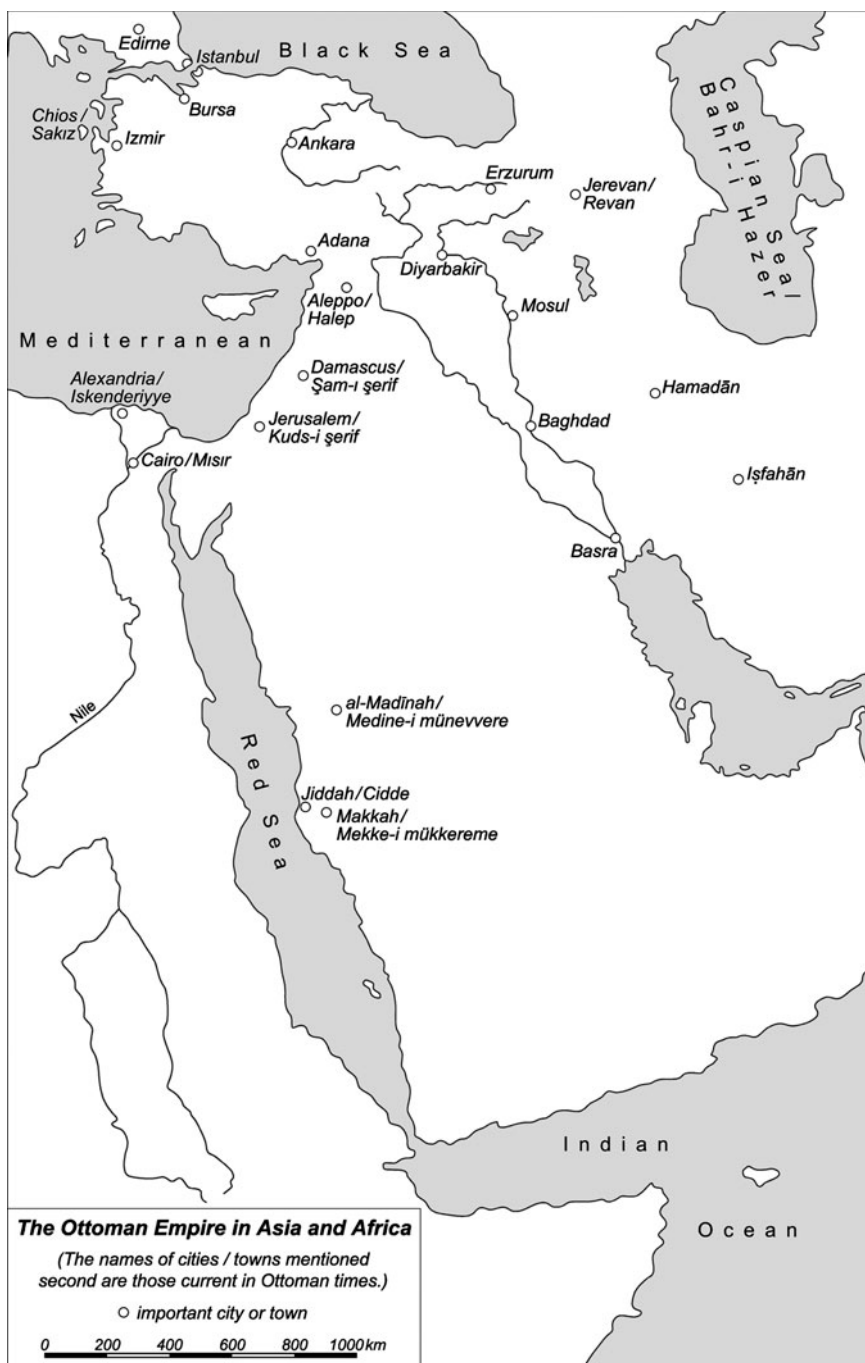 Edirne
Istanbul
Black Sea
Caspian Sea/
Bahr-i Hazer
Bursa
Chios/
Sakız
Izmir
Ankara
Erzurum
Jerevan/
Revan
Adana
Diyarbakir
Aleppo/
Halep
Mosul
Mediterranean
Damascus/
Şam-ı şerif
Hamadān
Alexandria/
Iskenderiyye
Jerusalem/
Kuds-i şerif
Baghdad
Cairo/Mısır
Iṣfahān
Basra
Nile
al-Madīnah/
Medine-i münevvere
Red Sea
Jiddah/Cidde
Makkah/
Mekke-i mükkereme
Indian
Ocean
The Ottoman Empire in Asia and Africa
(The names of cities / towns mentioned
second are those current in Ottoman times.)
important city or town
0 200 400 600 800 1000 km